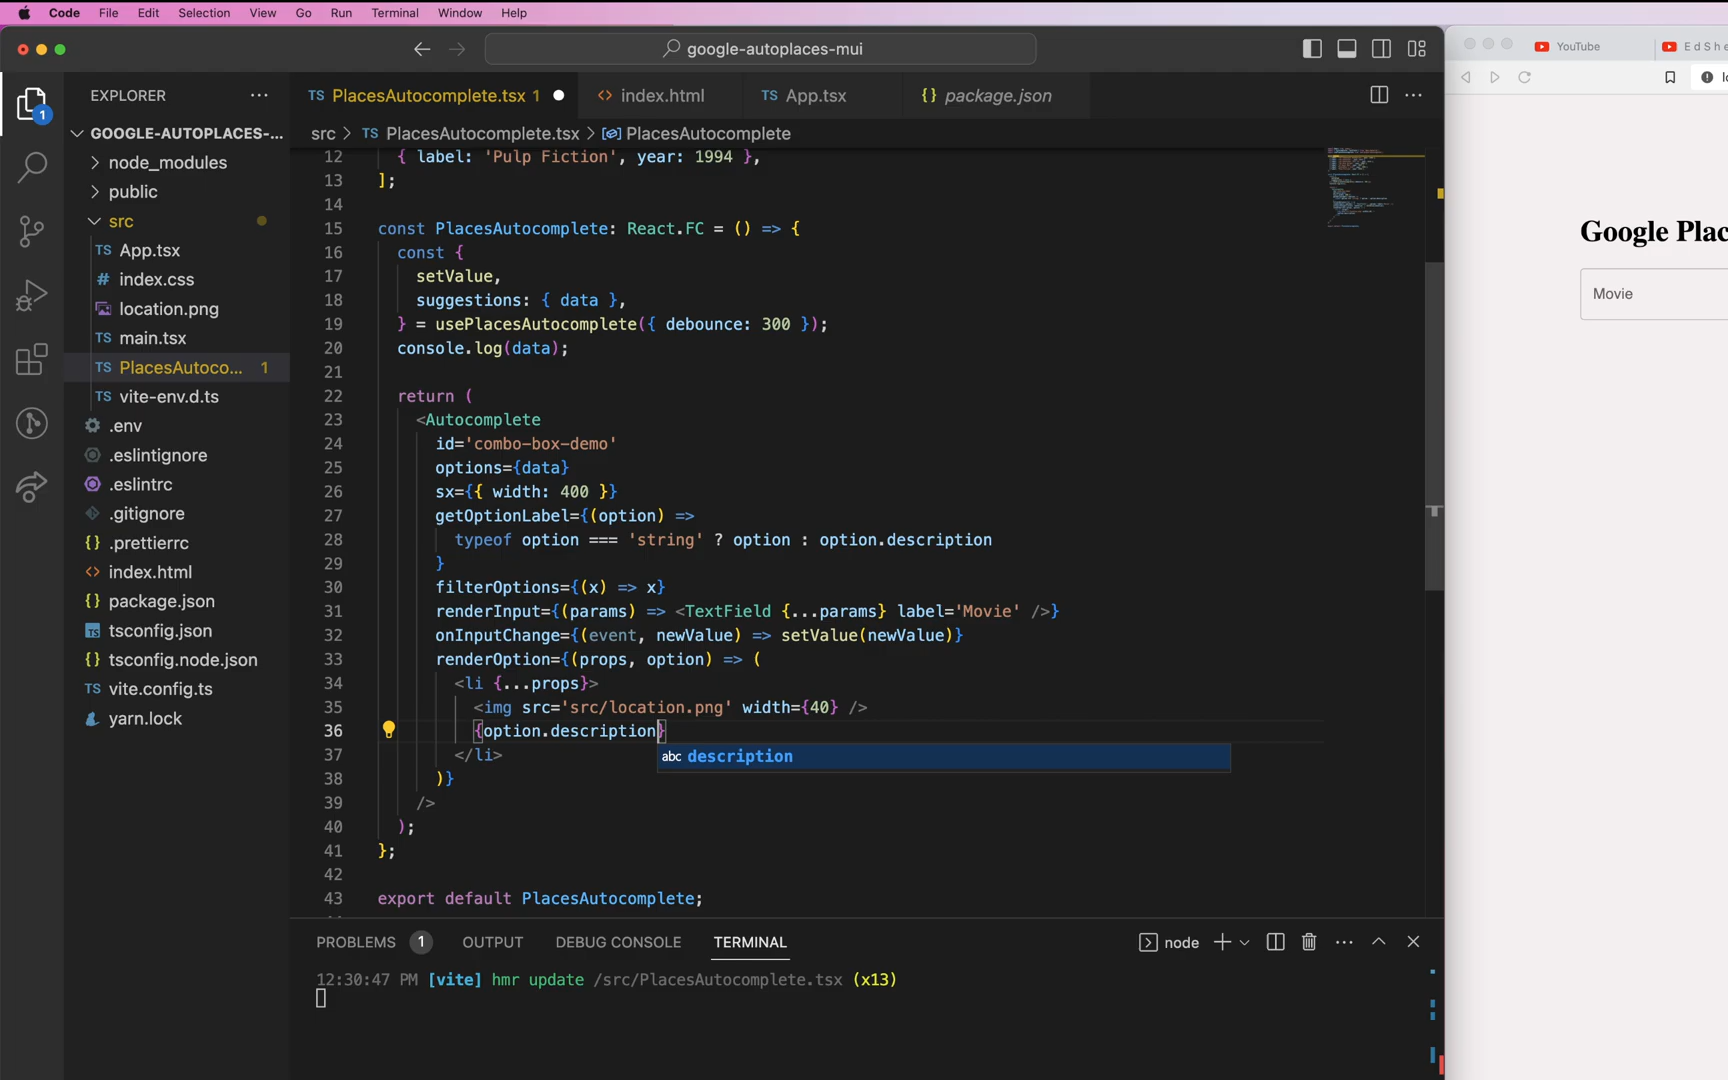 Code File Edit Selection View Go Run Terminal Window Help
google-autoplaces-mui
YouTube
EXPLORER ···
TS PlacesAutocomplete.tsx 1
<> index.html
TS App.tsx
{} package.json
1
GOOGLE-AUTOPLACES-...
src > TS PlacesAutocomplete.tsx > PlacesAutocomplete
node_modules
public
src
TS App.tsx
# index.css
location.png
TS main.tsx
TS PlacesAutoco... 1
TS vite-env.d.ts
.env
.eslintignore
.eslintrc
.gitignore
{} .prettierrc
<> index.html
{} package.json
tsconfig.json
{} tsconfig.node.json
TS vite.config.ts
yarn.lock
12 { label: 'Pulp Fiction', year: 1994 },
13 ];
14
15 const PlacesAutocomplete: React.FC = () => {
16 const {
17 setValue,
18 suggestions: { data },
19 } = usePlacesAutocomplete({ debounce: 300 });
20 console.log(data);
21
22 return (
23 <Autocomplete
24 id='combo-box-demo'
25 options={data}
26 sx={{ width: 400 }}
27 getOptionLabel={(option) =>
28 typeof option === 'string' ? option : option.description
29 }
30 filterOptions={(x) => x}
31 renderInput={(params) => <TextField {...params} label='Movie' />}
32 onInputChange={(event, newValue) => setValue(newValue)}
33 renderOption={(props, option) => (
34 <li {...props}>
35 <img src='src/location.png' width={40} />
36 {option.description}
37 </li>
abc description
38 )}
39 />
40 );
41 };
42
43 export default PlacesAutocomplete;
PROBLEMS 1 OUTPUT DEBUG CONSOLE TERMINAL
node
12:30:47 PM [vite] hmr update /src/PlacesAutocomplete.tsx (x13)
Google Plac
Movie